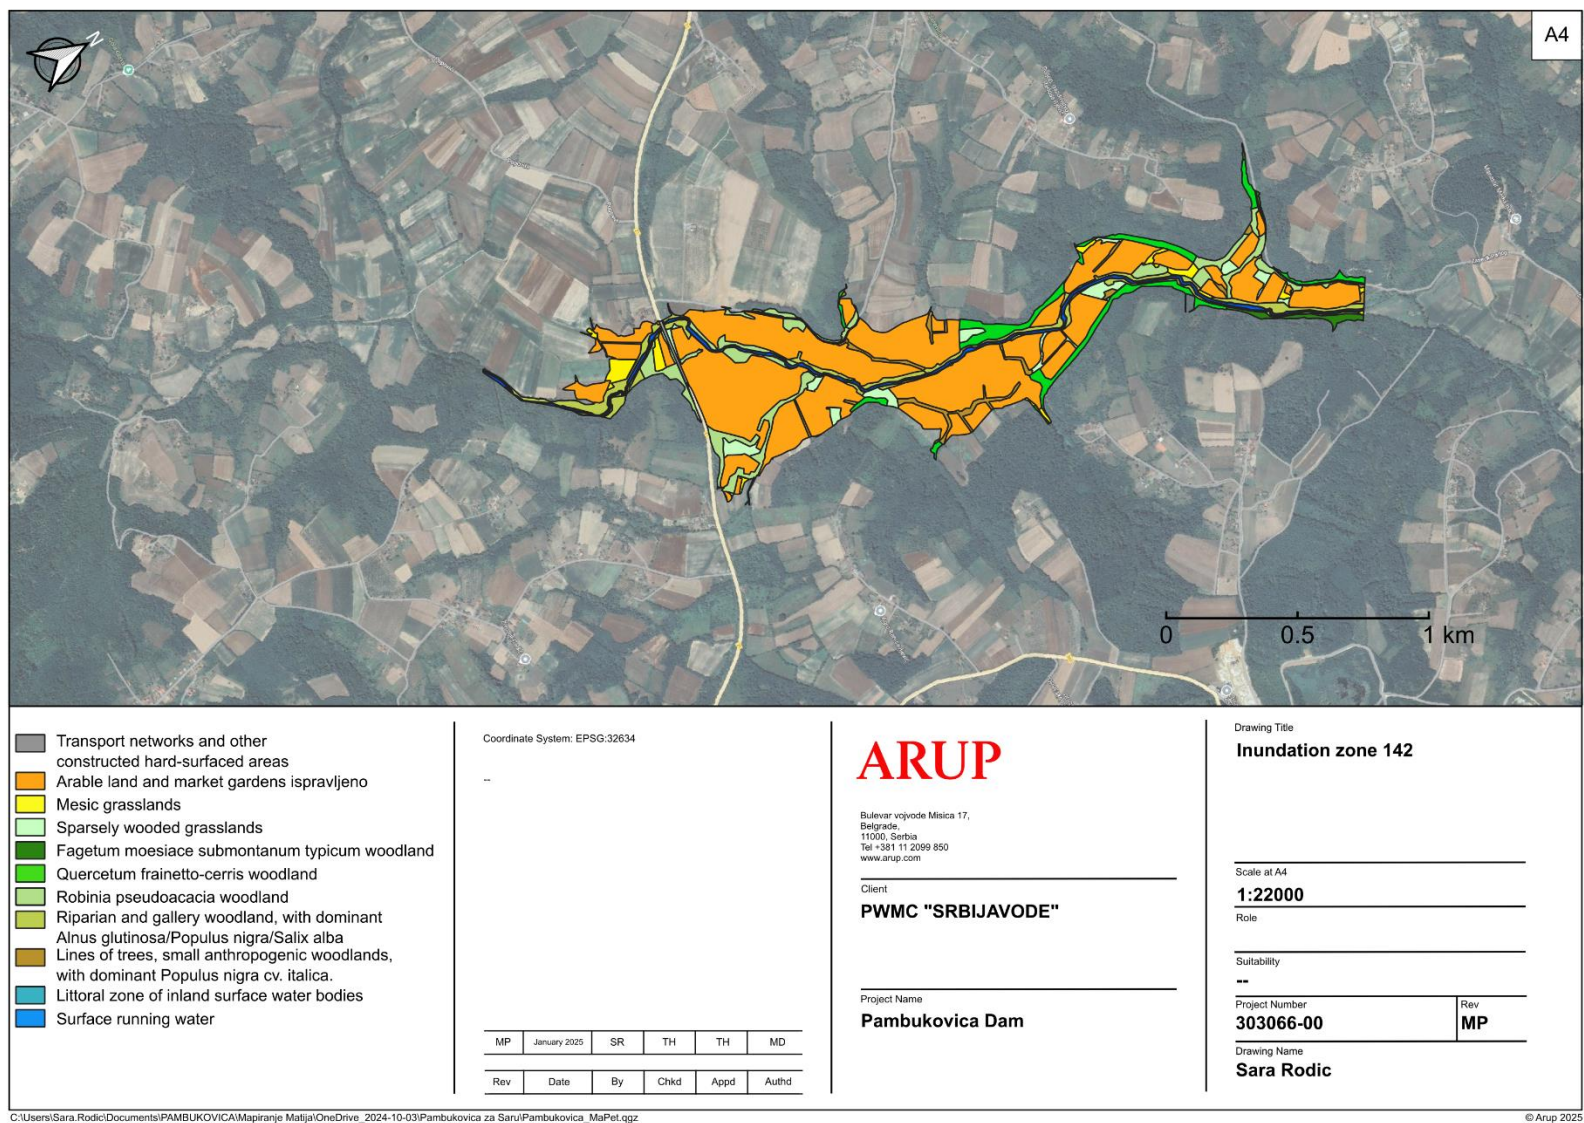 N
A4
0
0.5
1 km
Transport networks and other
constructed hard-surfaced areas
Arable land and market gardens ispravljeno
Mesic grasslands
Sparsely wooded grasslands
Fagetum moesiace submontanum typicum woodland
Quercetum frainetto-cerris woodland
Robinia pseudoacacia woodland
Riparian and gallery woodland, with dominant
Alnus glutinosa/Populus nigra/Salix alba
Lines of trees, small anthropogenic woodlands,
with dominant Populus nigra cv. italica.
Littoral zone of inland surface water bodies
Surface running water
Coordinate System: EPSG:32634
--
MP January 2025 SR TH TH MD
Rev Date By Chkd Appd Authd
ARUP
Bulevar vojvode Misica 17,
Belgrade,
11000, Serbia
Tel +381 11 2099 850
www.arup.com
Client
PWMC "SRBIJAVODE"
Project Name
Pambukovica Dam
Drawing Title
Inundation zone 142
Scale at A4
1:22000
Role
Suitability
--
Project Number
303066-00
Rev
MP
Drawing Name
Sara Rodic
C:\Users\Sara.Rodic\Documents\PAMBUKOVICA\Mapiranje Matija\OneDrive_2024-10-03\Pambukovica za Saru\Pambukovica_MaPet.qgz
© Arup 2025